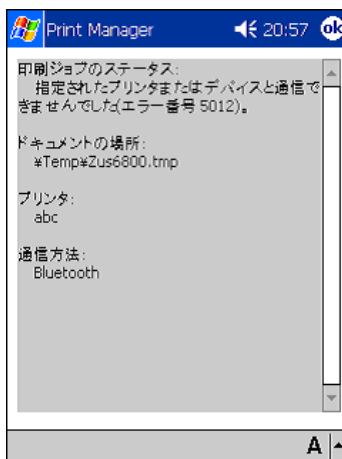 Print Manager 20:57 ok
印刷ジョブのステータス:
指定されたプリンタまたはデバイスと通信で
きませんでした(エラー番号 5012)。
ドキュメントの場所:
¥Temp¥Zus6800.tmp
プリンタ:
abc
通信方法:
Bluetooth
A